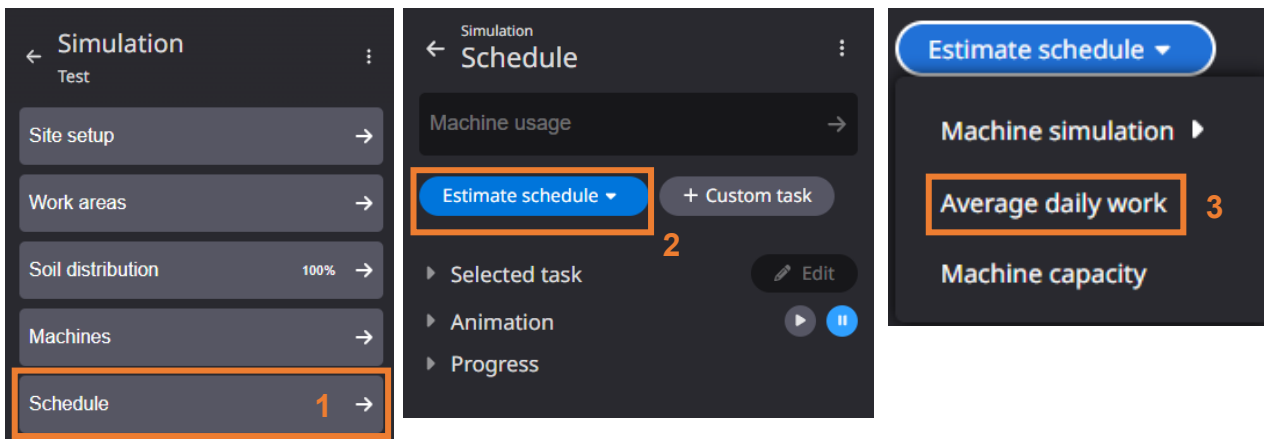 Simulation
Test
Site setup
Work areas
Soil distribution 100%
Machines
Schedule 1
Simulation
Schedule
Machine usage
Estimate schedule + Custom task
2
Selected task Edit
Animation
Progress
Estimate schedule
Machine simulation
Average daily work 3
Machine capacity